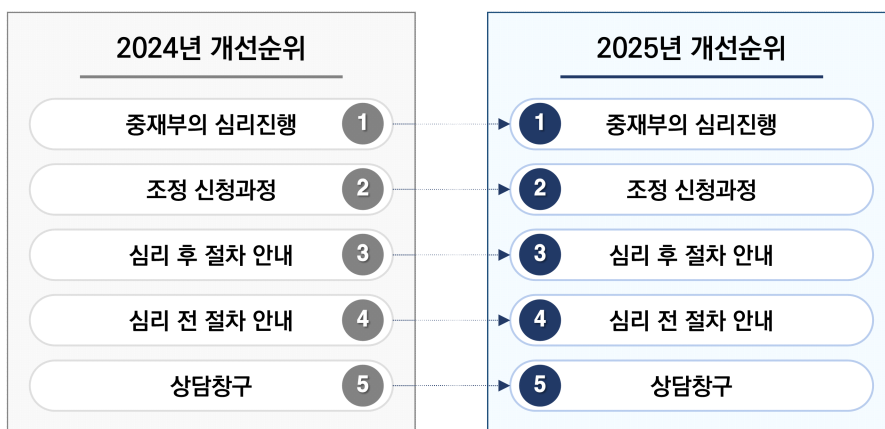 2024년 개선순위
중재부의 심리진행 1
조정 신청과정 2
심리 후 절차 안내 3
심리 전 절차 안내 4
상담창구 5
2025년 개선순위
1 중재부의 심리진행
2 조정 신청과정
3 심리 후 절차 안내
4 심리 전 절차 안내
5 상담창구